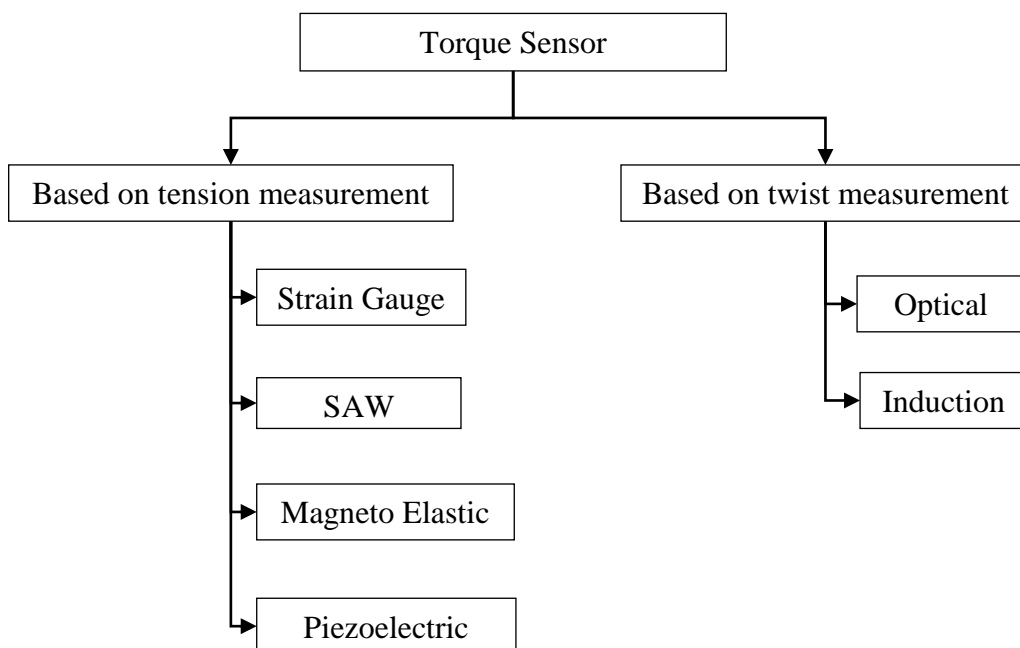 Torque Sensor
Based on tension measurement
Based on twist measurement
Strain Gauge
SAW
Magneto Elastic
Piezoelectric
Optical
Induction